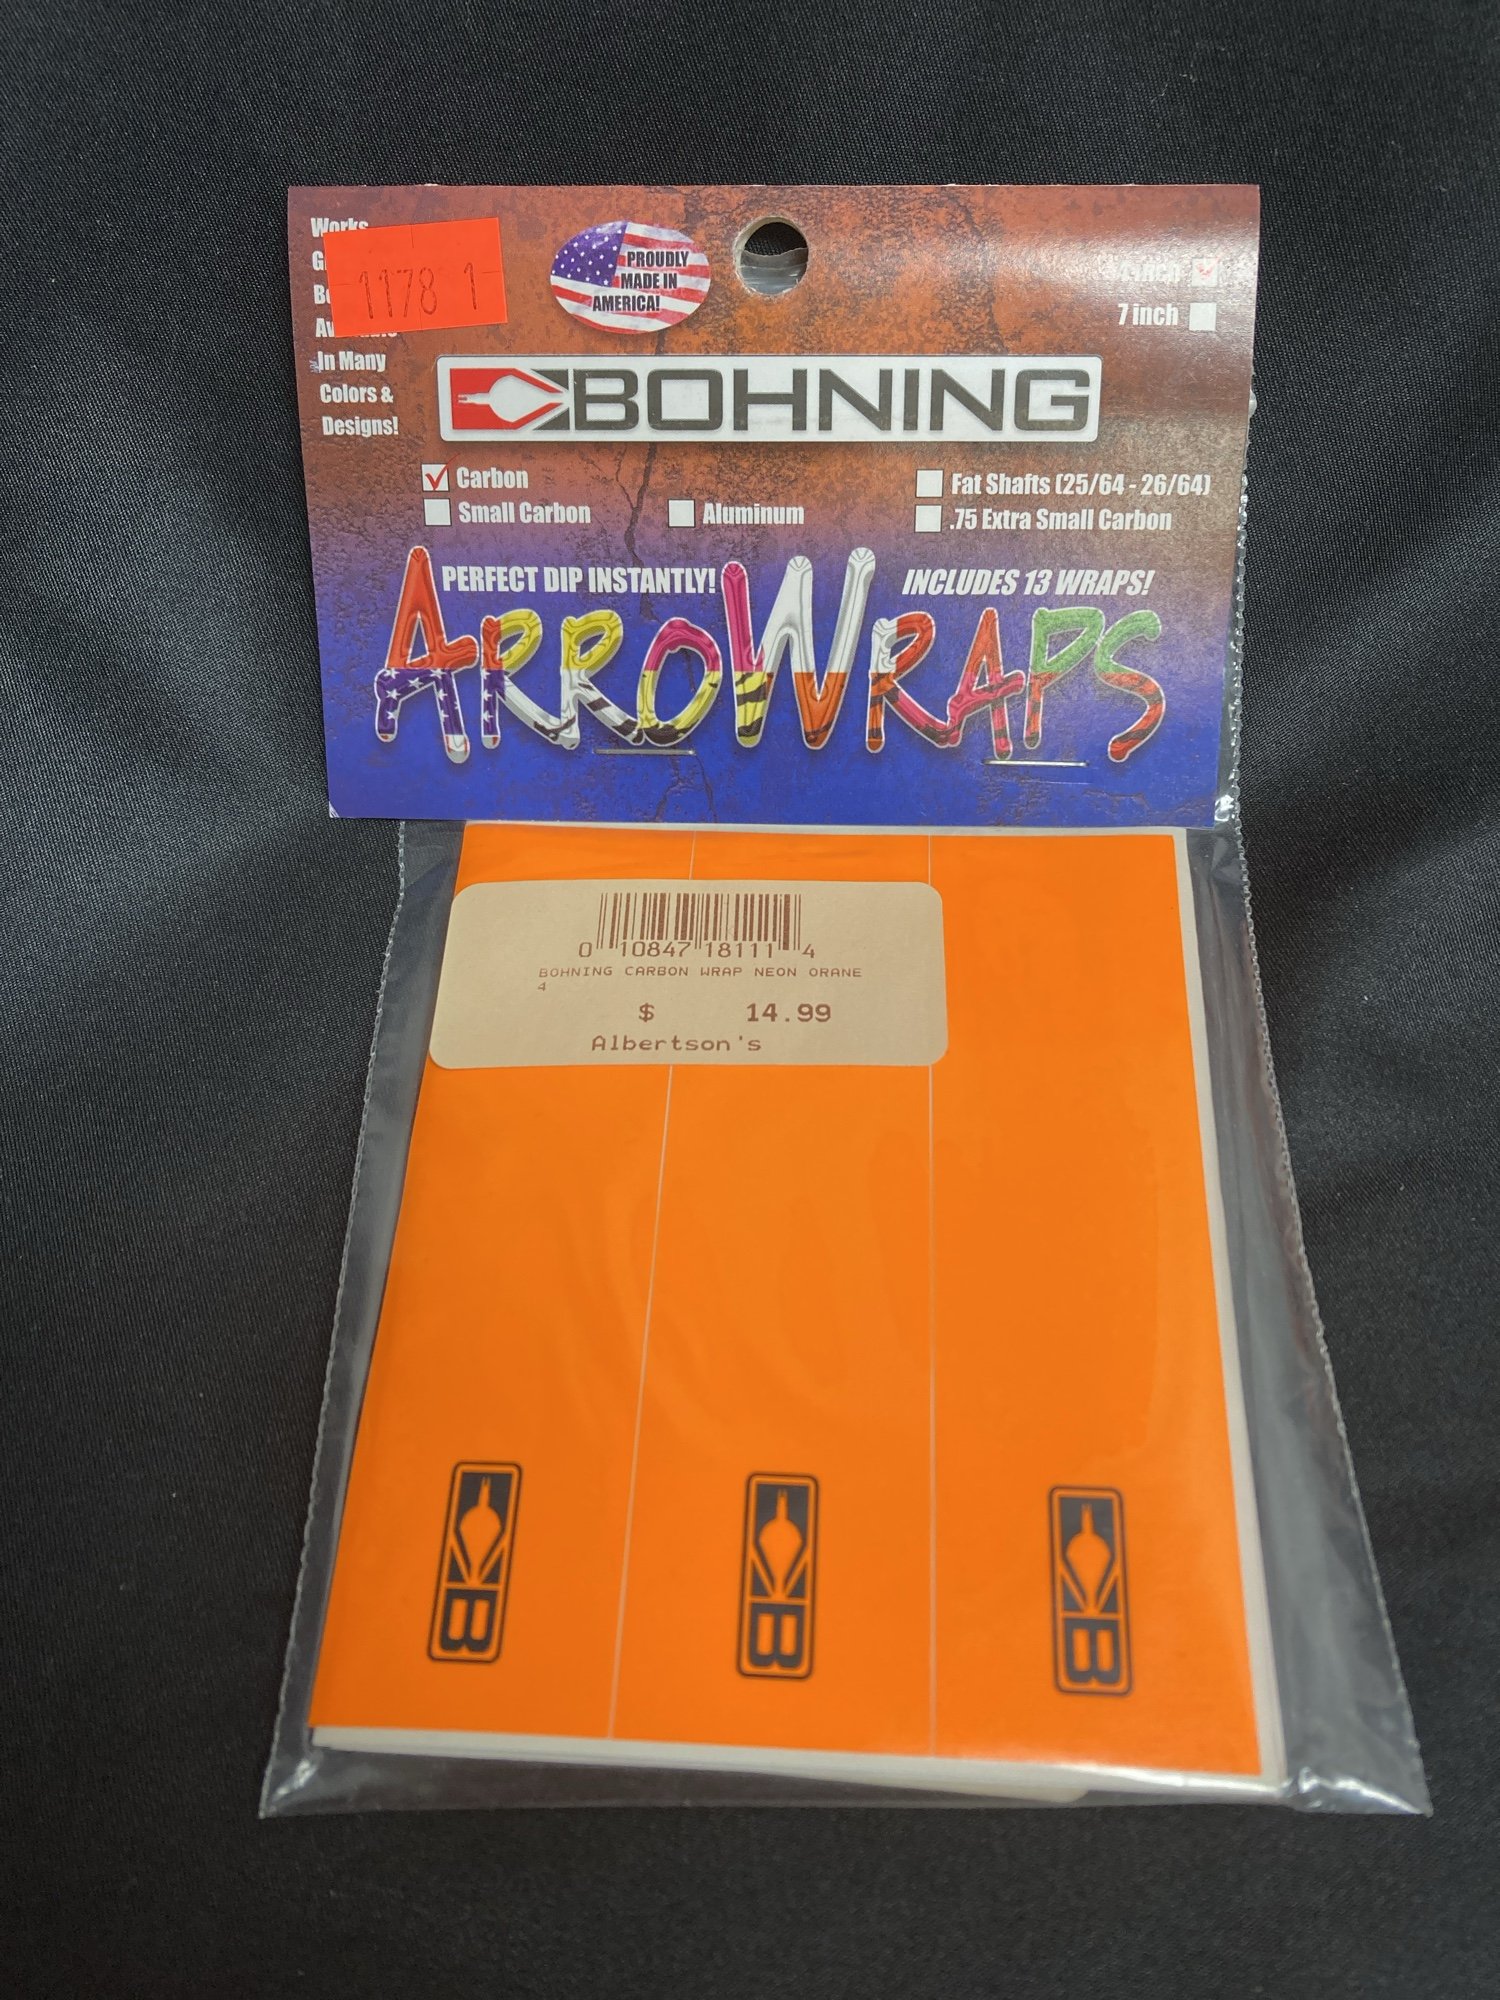 Works
1178 1
In Many
Colors &
Designs!
PROUDLY
MADE IN
AMERICA!
4 inch
7 inch
BOHNING
Carbon
Small Carbon
Aluminum
Fat Shafts (25/64 - 26/64)
.75 Extra Small Carbon
PERFECT DIP INSTANTLY!
INCLUDES 13 WRAPS!
ARROWRAPS
0 10847 18111 4
BOHNING CARBON WRAP NEON ORANE
4
$ 14.99
Albertson's
B
B
B